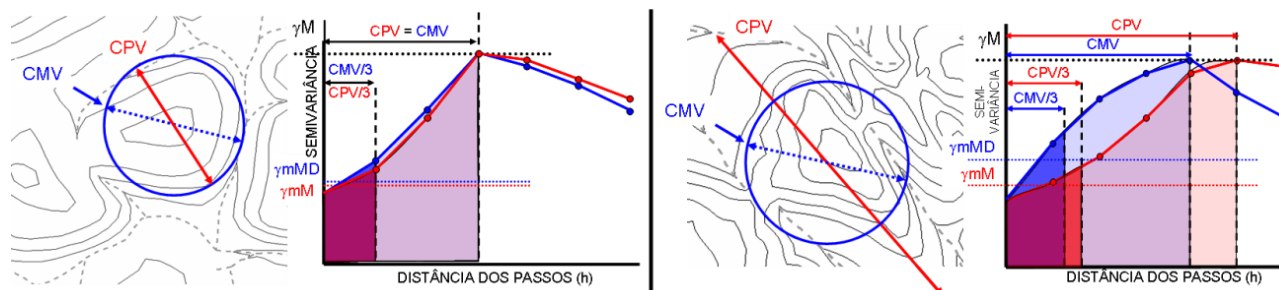 CPV
CMV
γM
CPV = CMV
CMV/3
CPV/3
SEMIVARIÂNCIA
γmMD
γmM
DISTÂNCIA DOS PASSOS (h)
CPV
CMV
CPV
γM
CMV
CPV/3
CMV/3
SEMI-
VARIÂNCIA
γmMD
γmM
DISTÂNCIA DOS PASSOS (h)